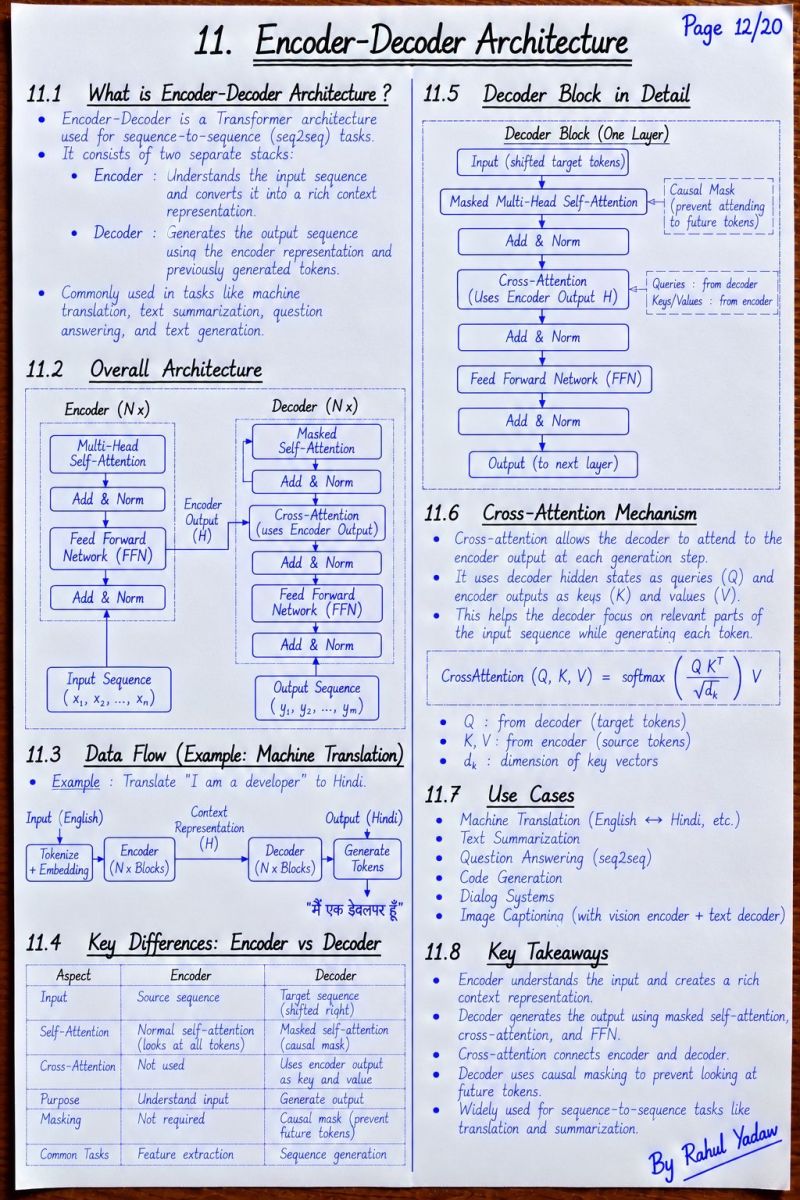 Page 12/20
11. Encoder-Decoder Architecture
11.1 What is Encoder-Decoder Architecture ?
• Encoder-Decoder is a Transformer architecture
used for sequence-to-sequence (seq2seq) tasks.
• It consists of two separate stacks:
• Encoder : Understands the input sequence
and converts it into a rich context
representation.
• Decoder : Generates the output sequence
using the encoder representation and
previously generated tokens.
• Commonly used in tasks like machine
translation, text summarization, question
answering, and text generation.
11.2 Overall Architecture
Encoder (N x)
Multi-Head
Self-Attention
Add & Norm
Feed Forward
Network (FFN)
Add & Norm
Input Sequence
( x₁, x₂, ..., xₙ)
Encoder
Output
(H)
Decoder (N x)
Masked
Self-Attention
Add & Norm
Cross-Attention
(uses Encoder Output)
Add & Norm
Feed Forward
Network (FFN)
Add & Norm
Output Sequence
( y₁, y₂, ..., yₘ)
11.3 Data Flow (Example: Machine Translation)
• Example : Translate "I am a developer" to Hindi.
Input (English)
Tokenize
+ Embedding
Encoder
(N x Blocks)
Context
Representation
(H)
Decoder
(N x Blocks)
Output (Hindi)
Generate
Tokens
"मैं एक डेवलपर हूँ"
11.4 Key Differences: Encoder vs Decoder
Aspect Encoder Decoder
Input Source sequence Target sequence
(shifted right)
Self-Attention Normal self-attention Masked self-attention
(looks at all tokens) (causal mask)
Cross-Attention Not used Uses encoder output
as key and value
Purpose Understand input Generate output
Masking Not required Causal mask (prevent
future tokens)
Common Tasks Feature extraction Sequence generation
11.5 Decoder Block in Detail
Decoder Block (One Layer)
Input (shifted target tokens)
Masked Multi-Head Self-Attention
Causal Mask
(prevent attending
to future tokens)
Add & Norm
Cross-Attention
(Uses Encoder Output H)
Queries : from decoder
Keys/Values : from encoder
Add & Norm
Feed Forward Network (FFN)
Add & Norm
Output (to next layer)
11.6 Cross-Attention Mechanism
• Cross-attention allows the decoder to attend to the
encoder output at each generation step.
• It uses decoder hidden states as queries (Q) and
encoder outputs as keys (K) and values (V).
• This helps the decoder focus on relevant parts of
the input sequence while generating each token.
CrossAttention (Q, K, V) = softmax ( Q Kᵀ / √dₖ ) V
• Q : from decoder (target tokens)
• K, V : from encoder (source tokens)
• dₖ : dimension of key vectors
11.7 Use Cases
• Machine Translation (English ↔ Hindi, etc.)
• Text Summarization
• Question Answering (seq2seq)
• Code Generation
• Dialog Systems
• Image Captioning (with vision encoder + text decoder)
11.8 Key Takeaways
• Encoder understands the input and creates a rich
context representation.
• Decoder generates the output using masked self-attention,
cross-attention, and FFN.
• Cross-attention connects encoder and decoder.
• Decoder uses causal masking to prevent looking at
future tokens.
• Widely used for sequence-to-sequence tasks like
translation and summarization.
By Rahul Yadaw